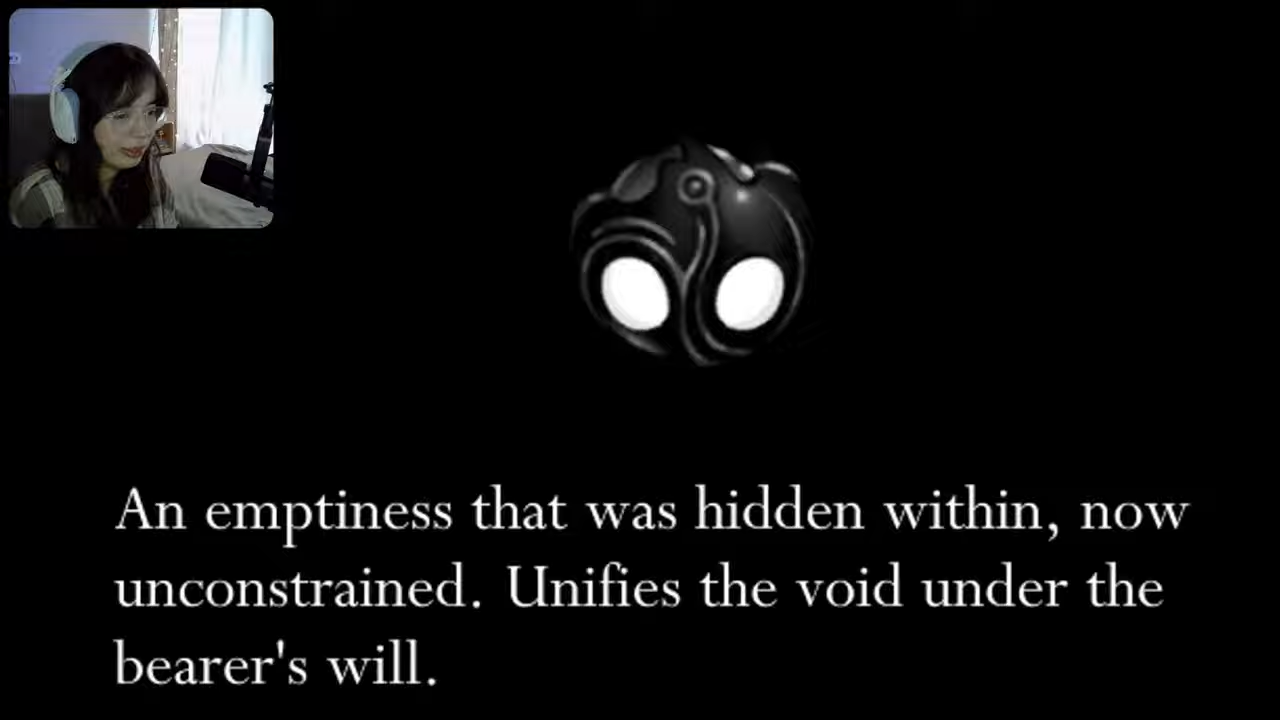 An emptiness that was hidden within, now
unconstrained. Unifies the void under the
bearer's will.